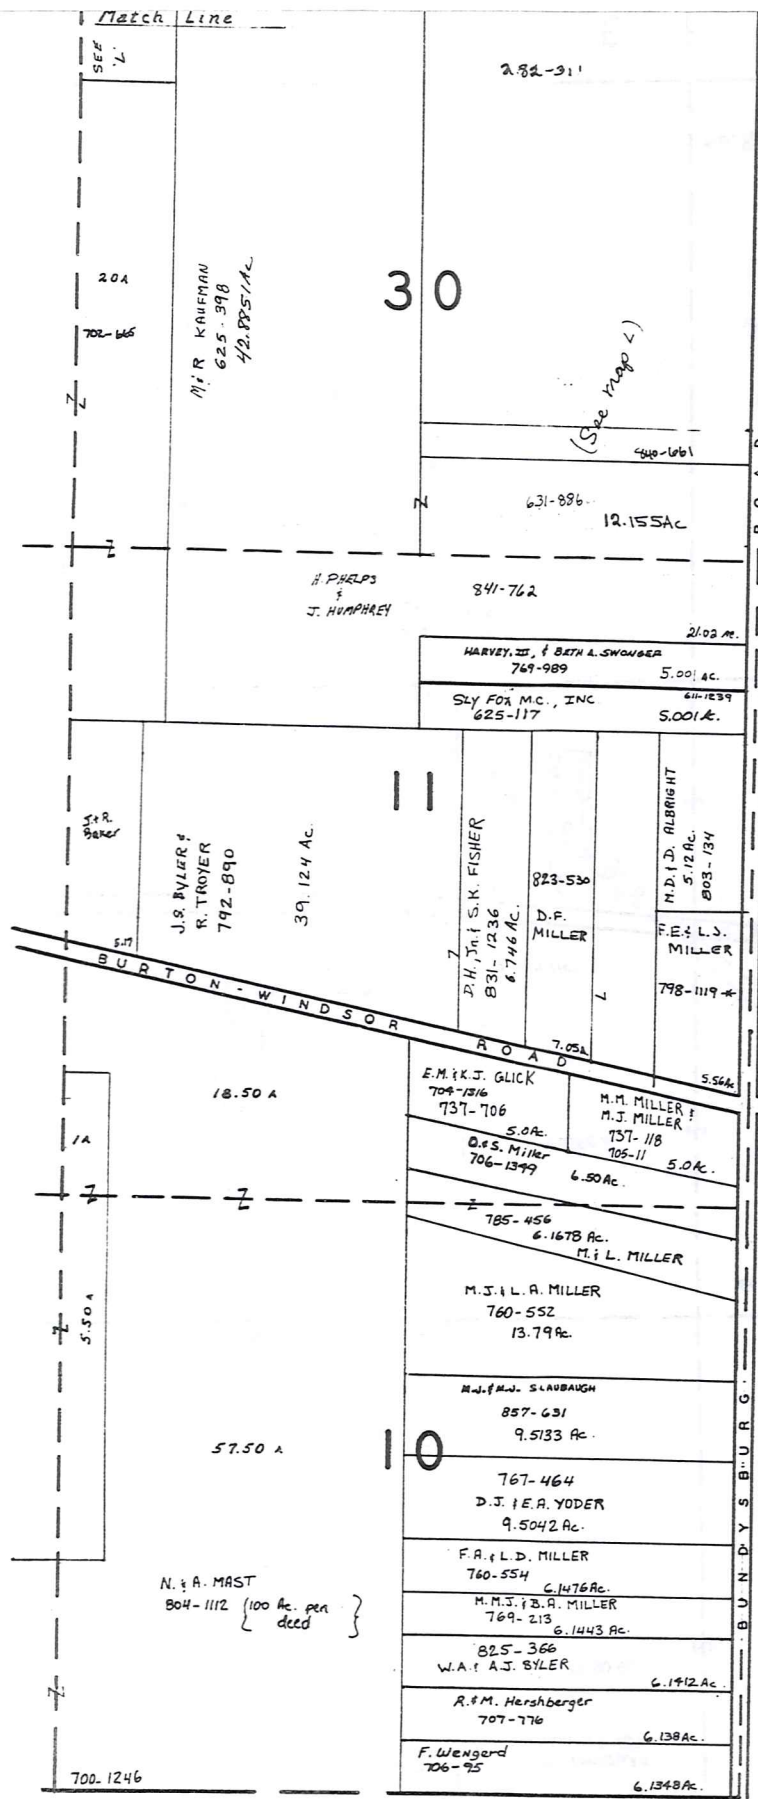 Match Line
SEE
"L"
282-311
20A
702-665
M & R KAUFMAN
625-398
42.8851Ac
30
(See map L)
840-661
631-886
12.155Ac
ROAD
H. PHELPS
&
J. HUMPHREY
841-762
21.02 Ac.
HARVEY, III, & BETH A. SWONGER
769-989
5.001 Ac.
SLY FOX M.C., INC
625-117
611-1239
5.001Ac.
11
J. & R.
Baker
J.S. BYLER &
R. TROYER
792-890
39.124 Ac.
D.H., Jr. & S.K. FISHER
831-1236
6.746 Ac.
823-530
D.F.
MILLER
M.D. & D. ALBRIGHT
5.12Ac.
803-134
F.E. & L.J.
MILLER
798-1119 *
5.17
BURTON-WINDSOR ROAD
7.05A
5.56Ac
18.50 A
E.M. & K.J. GLICK
704-1316
737-706
5.0Ac.
M.M. MILLER &
M.J. MILLER
737-118
705-11
5.0Ac.
1A
O. & S. Miller
706-1349
6.50Ac.
785-456
6.1678 Ac.
M. & L. MILLER
5.50 A
M.J. & L.A. MILLER
760-552
13.79Ac.
M.J. & M.J. SLAUBAUGH
857-631
9.5133 Ac.
57.50 A
10
767-464
D.J. & E.A. YODER
9.5042 Ac.
BUNDYSBURG
F.A. & L.D. MILLER
760-554
6.1476Ac.
N. & A. MAST
804-1112 {100 Ac. per
deed}
M.M.J. & B.A. MILLER
769-213
6.1443 Ac.
825-366
W.A. & A.J. BYLER
6.1412 Ac.
R. & M. Hershberger
707-776
6.138Ac.
F. Wengerd
706-95
6.1348Ac.
700-1246